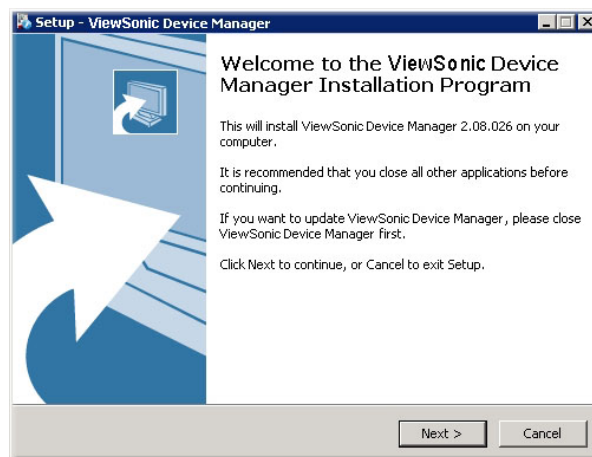 Setup - ViewSonic Device Manager
Welcome to the ViewSonic Device
Manager Installation Program
This will install ViewSonic Device Manager 2.08.026 on your
computer.
It is recommended that you close all other applications before
continuing.
If you want to update ViewSonic Device Manager, please close
ViewSonic Device Manager first.
Click Next to continue, or Cancel to exit Setup.
Next >
Cancel